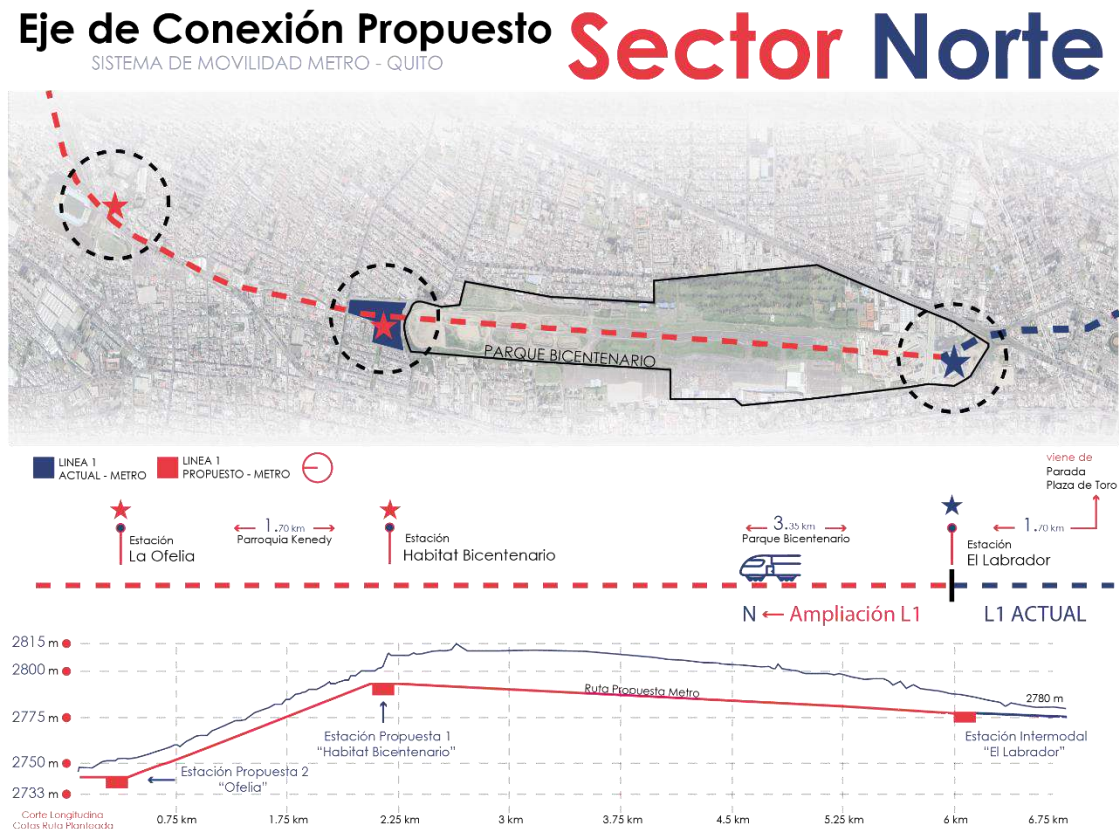 Eje de Conexión Propuesto
SISTEMA DE MOVILIDAD METRO - QUITO
Sector Norte
PARQUE BICENTENARIO
LINEA 1
ACTUAL - METRO
LINEA 1
PROPUESTO - METRO
viene de
Parada
Plaza de Toro
Estación
La Ofelia
1.70 km
Parroquia Kenedy
Estación
Habitat Bicentenario
3.35 km
Parque Bicentenario
Estación
El Labrador
1.70 km
N ← Ampliación L1
L1 ACTUAL
2815 m
2800 m
2775 m
2750 m
2733 m
Ruta Propuesta Metro
2780 m
Estación Propuesta 1
"Habitat Bicentenario"
Estación Intermodal
"El Labrador"
Estación Propuesta 2
"Ofelia"
Corte Longitudina
Cotas Ruta Planteada
0.75 km
1.75 km
2.25 km
3 km
3.75 km
4.5 km
5.25 km
6 km
6.75 km